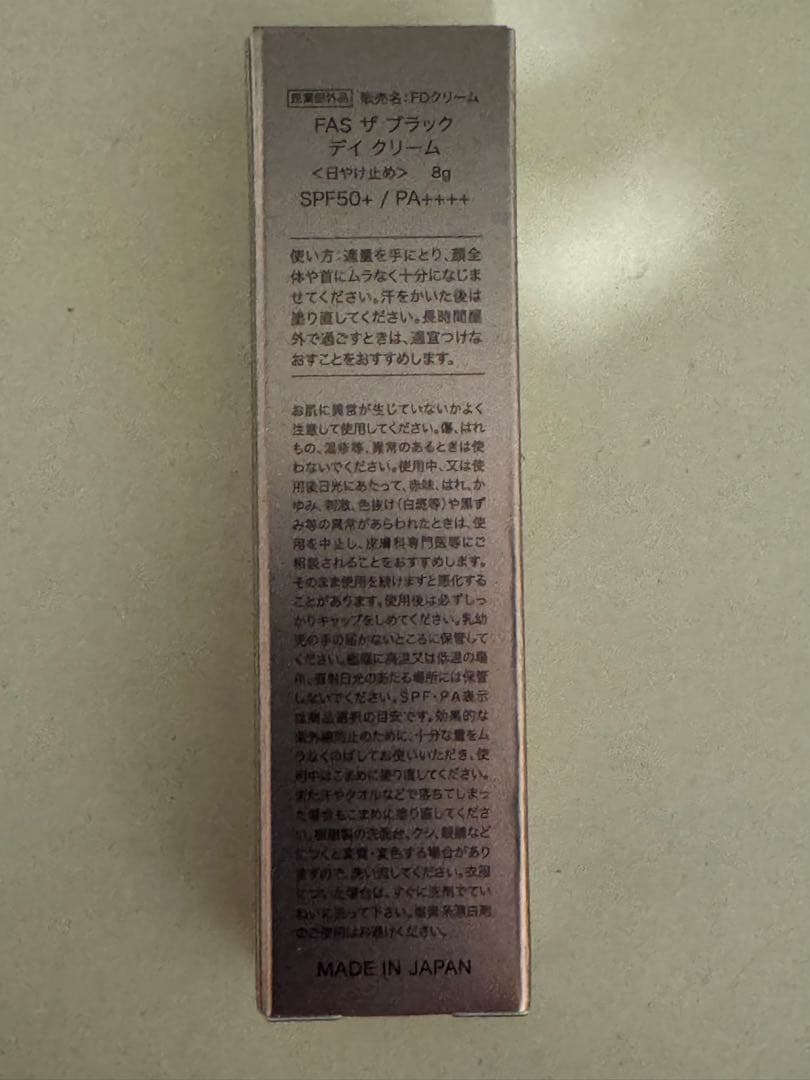 医薬部外品 販売名：FDクリーム
FAS ザ ブラック
デイ クリーム
＜日やけ止め＞ 8g
SPF50+ / PA++++
使い方：適量を手にとり、顔全
体や首にムラなく十分になじま
せてください。汗をかいた後は
塗り直してください。長時間屋
外で過ごすときは、適宜つけな
おすことをおすすめします。
お肌に異常が生じていないかよく
注意して使用してください。傷、はれ
もの、湿疹等、異常のあるときは使
わないでください。使用中、又は使
用後日光にあたって、赤味、はれ、か
ゆみ、刺激、色抜け（白斑等）や黒ず
み等の異常があらわれたときは、使
用を中止し、皮膚科専門医等にご
相談されることをおすすめします。
そのまま使用を続けますと悪化する
ことがあります。使用後は必ずしっ
かりキャップをしめてください。乳幼
児の手の届かないところに保管して
ください。極端に高温又は低温の場
所、直射日光のあたる場所には保管
しないでください。SPF・PA表示
は商品選択の目安です。効果的な
紫外線防止のために、十分な量をム
ラなくのばしてお使いいただき、使
用中はこまめに塗り直してください。
また汗やタオルなどで落ちてしまっ
た場合もこまめに塗り直してくださ
い。樹脂製の洗面台、クシ、眼鏡など
につくと変質・変色する場合があり
ますので、洗い流してください。衣服
についた場合は、すぐに洗剤でてい
ねいに洗って下さい。塩素系漂白剤
のご使用はお避けください。
MADE IN JAPAN